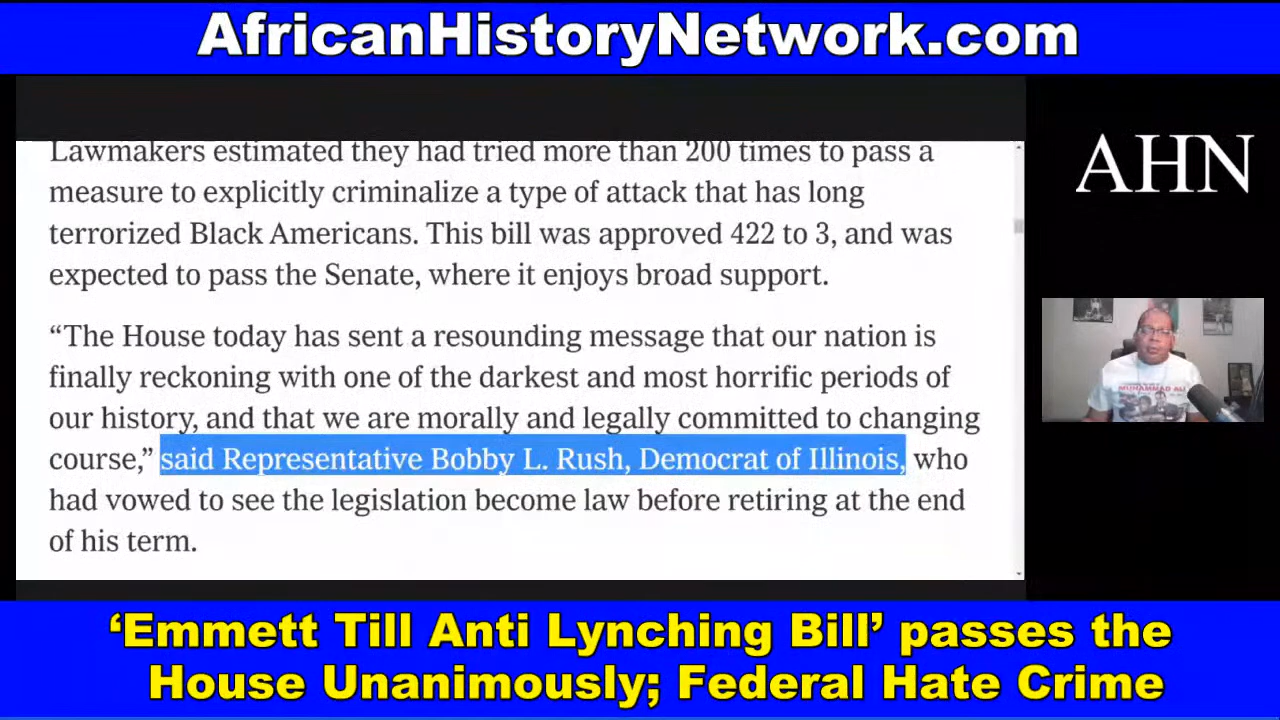 AfricanHistoryNetwork.com
AHN
Lawmakers estimated they had tried more than 200 times to pass a
measure to explicitly criminalize a type of attack that has long
terrorized Black Americans. This bill was approved 422 to 3, and was
expected to pass the Senate, where it enjoys broad support.
“The House today has sent a resounding message that our nation is
finally reckoning with one of the darkest and most horrific periods of
our history, and that we are morally and legally committed to changing
course,” said Representative Bobby L. Rush, Democrat of Illinois, who
had vowed to see the legislation become law before retiring at the end
of his term.
MUHAMMAD ALI
‘Emmett Till Anti Lynching Bill’ passes the
House Unanimously; Federal Hate Crime